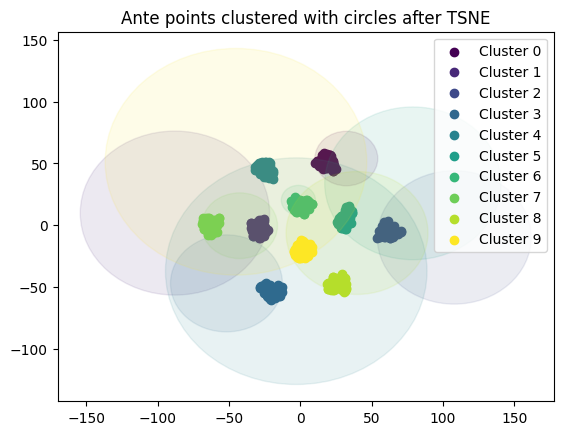 Ante points clustered with circles after TSNE
150
100
50
0
−50
−100
−150
−100
−50
0
50
100
150
Cluster 0
Cluster 1
Cluster 2
Cluster 3
Cluster 4
Cluster 5
Cluster 6
Cluster 7
Cluster 8
Cluster 9